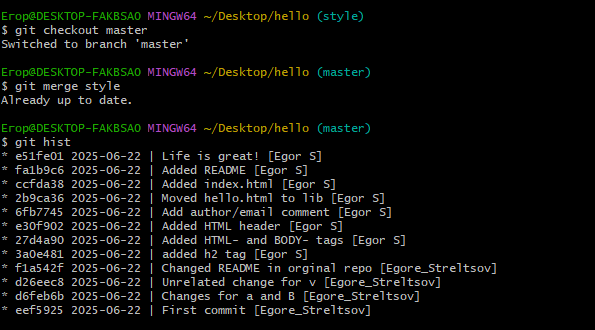 Егор@DESKTOP-FAKBSAO MINGW64 ~/Desktop/hello (style)
$ git checkout master
Switched to branch 'master'
Егор@DESKTOP-FAKBSAO MINGW64 ~/Desktop/hello (master)
$ git merge style
Already up to date.
Егор@DESKTOP-FAKBSAO MINGW64 ~/Desktop/hello (master)
$ git hist
* e51fe01 2025-06-22 | Life is great! [Egor S]
* fa1b9c6 2025-06-22 | Added README [Egor S]
* ccfda38 2025-06-22 | Added index.html [Egor S]
* 2b9ca36 2025-06-22 | Moved hello.html to lib [Egor S]
* 6fb7745 2025-06-22 | Add author/email comment [Egor S]
* e30f902 2025-06-22 | Added HTML header [Egor S]
* 27d4a90 2025-06-22 | Added HTML- and BODY- tags [Egor S]
* 3a0e481 2025-06-22 | added h2 tag [Egor S]
* f1a542f 2025-06-22 | Changed README in orginal repo [Egore_Streltsov]
* d26eec8 2025-06-22 | Unrelated change for v [Egore_Streltsov]
* d6feb6b 2025-06-22 | Changes for a and B [Egore_Streltsov]
* eef5925 2025-06-22 | First commit [Egore_Streltsov]